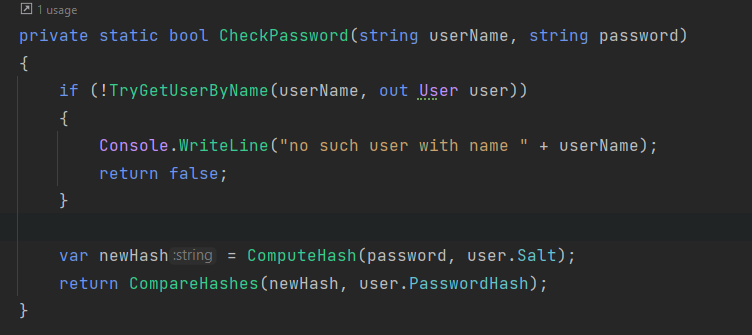 1 usage
private static bool CheckPassword(string userName, string password)
{
    if (!TryGetUserByName(userName, out User user))
    {
        Console.WriteLine("no such user with name " + userName);
        return false;
    }

    var newHash:string = ComputeHash(password, user.Salt);
    return CompareHashes(newHash, user.PasswordHash);
}